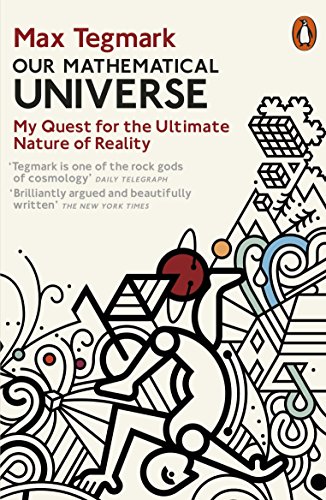 Max Tegmark
OUR MATHEMATICAL
UNIVERSE
My Quest for the Ultimate
Nature of Reality
‘Tegmark is one of the rock gods
of cosmology’ DAILY TELEGRAPH
‘Brilliantly argued and beautifully
written’ THE NEW YORK TIMES